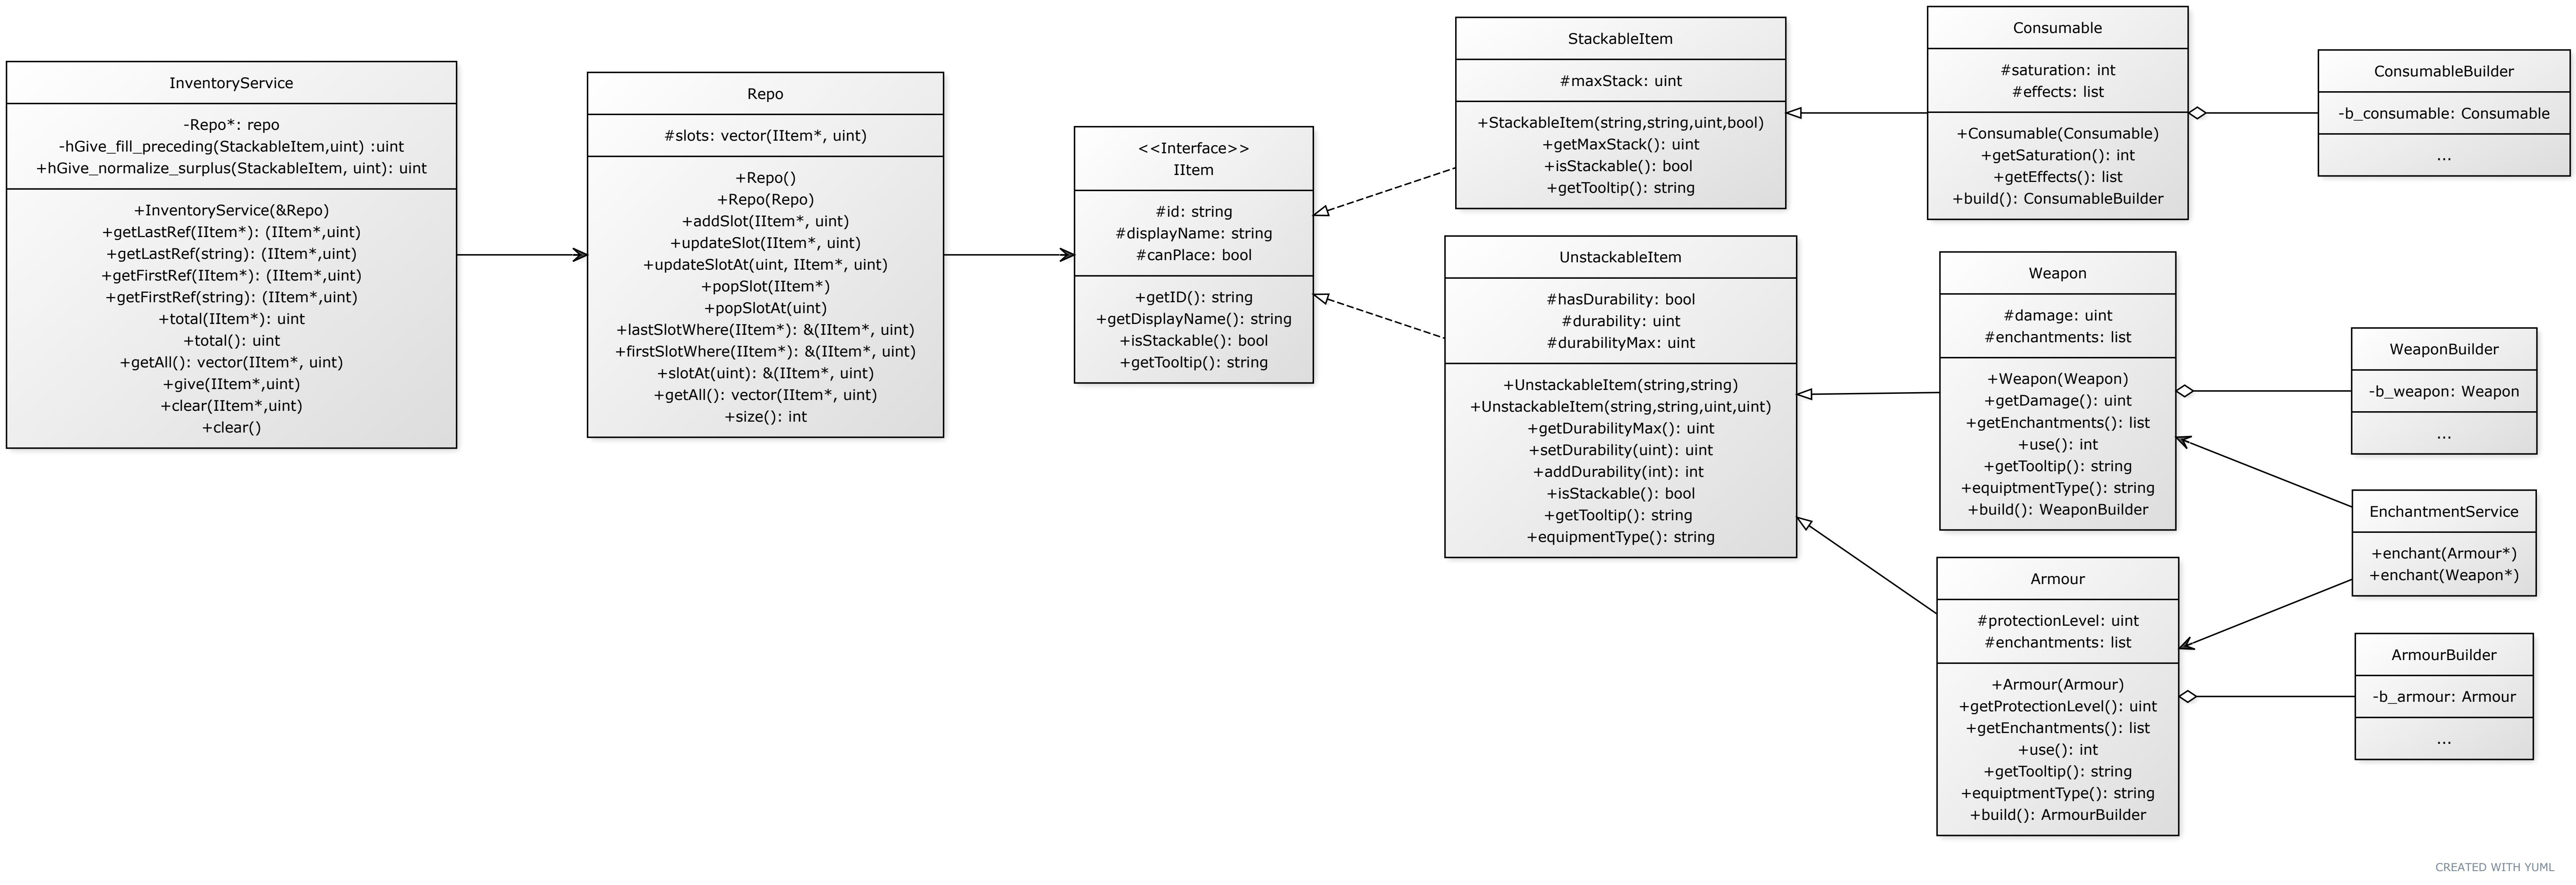 InventoryService
-Repo*: repo
-hGive_fill_preceding(StackableItem,uint) :uint
+hGive_normalize_surplus(StackableItem, uint): uint
+InventoryService(&Repo)
+getLastRef(IItem*): (IItem*,uint)
+getLastRef(string): (IItem*,uint)
+getFirstRef(IItem*): (IItem*,uint)
+getFirstRef(string): (IItem*,uint)
+total(IItem*): uint
+total(): uint
+getAll(): vector(IItem*, uint)
+give(IItem*,uint)
+clear(IItem*,uint)
+clear()
Repo
#slots: vector(IItem*, uint)
+Repo()
+Repo(Repo)
+addSlot(IItem*, uint)
+updateSlot(IItem*, uint)
+updateSlotAt(uint, IItem*, uint)
+popSlot(IItem*)
+popSlotAt(uint)
+lastSlotWhere(IItem*): &(IItem*, uint)
+firstSlotWhere(IItem*): &(IItem*, uint)
+slotAt(uint): &(IItem*, uint)
+getAll(): vector(IItem*, uint)
+size(): int
<<Interface>>
IItem
#id: string
#displayName: string
#canPlace: bool
+getID(): string
+getDisplayName(): string
+isStackable(): bool
+getTooltip(): string
StackableItem
#maxStack: uint
+StackableItem(string,string,uint,bool)
+getMaxStack(): uint
+isStackable(): bool
+getTooltip(): string
UnstackableItem
#hasDurability: bool
#durability: uint
#durabilityMax: uint
+UnstackableItem(string,string)
+UnstackableItem(string,string,uint,uint)
+getDurabilityMax(): uint
+setDurability(uint): uint
+addDurability(int): int
+isStackable(): bool
+getTooltip(): string
+equipmentType(): string
Consumable
#saturation: int
#effects: list
+Consumable(Consumable)
+getSaturation(): int
+getEffects(): list
+build(): ConsumableBuilder
Weapon
#damage: uint
#enchantments: list
+Weapon(Weapon)
+getDamage(): uint
+getEnchantments(): list
+use(): int
+getTooltip(): string
+equiptmentType(): string
+build(): WeaponBuilder
Armour
#protectionLevel: uint
#enchantments: list
+Armour(Armour)
+getProtectionLevel(): uint
+getEnchantments(): list
+use(): int
+getTooltip(): string
+equiptmentType(): string
+build(): ArmourBuilder
ConsumableBuilder
-b_consumable: Consumable
...
WeaponBuilder
-b_weapon: Weapon
...
EnchantmentService
+enchant(Armour*)
+enchant(Weapon*)
ArmourBuilder
-b_armour: Armour
...
CREATED WITH YUML